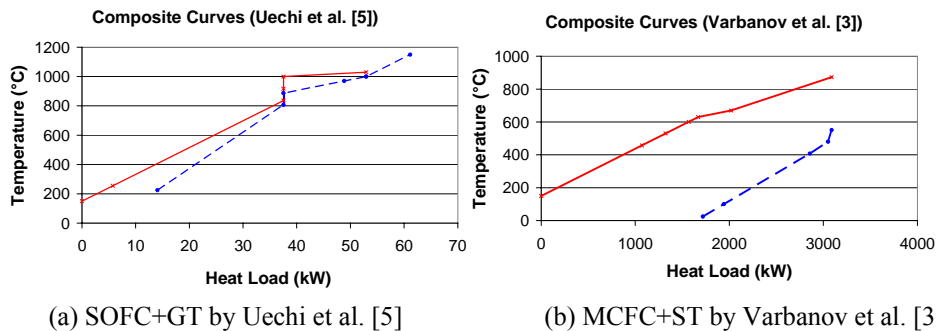 Composite Curves (Uechi et al. [5])
Temperature (°C)
1200
1000
800
600
400
200
0
0 10 20 30 40 50 60 70
Heat Load (kW)
(a) SOFC+GT by Uechi et al. [5]
Composite Curves (Varbanov et al. [3])
Temperature (°C)
1000
800
600
400
200
0
0 1000 2000 3000 4000
Heat Load (kW)
(b) MCFC+ST by Varbanov et al. [3